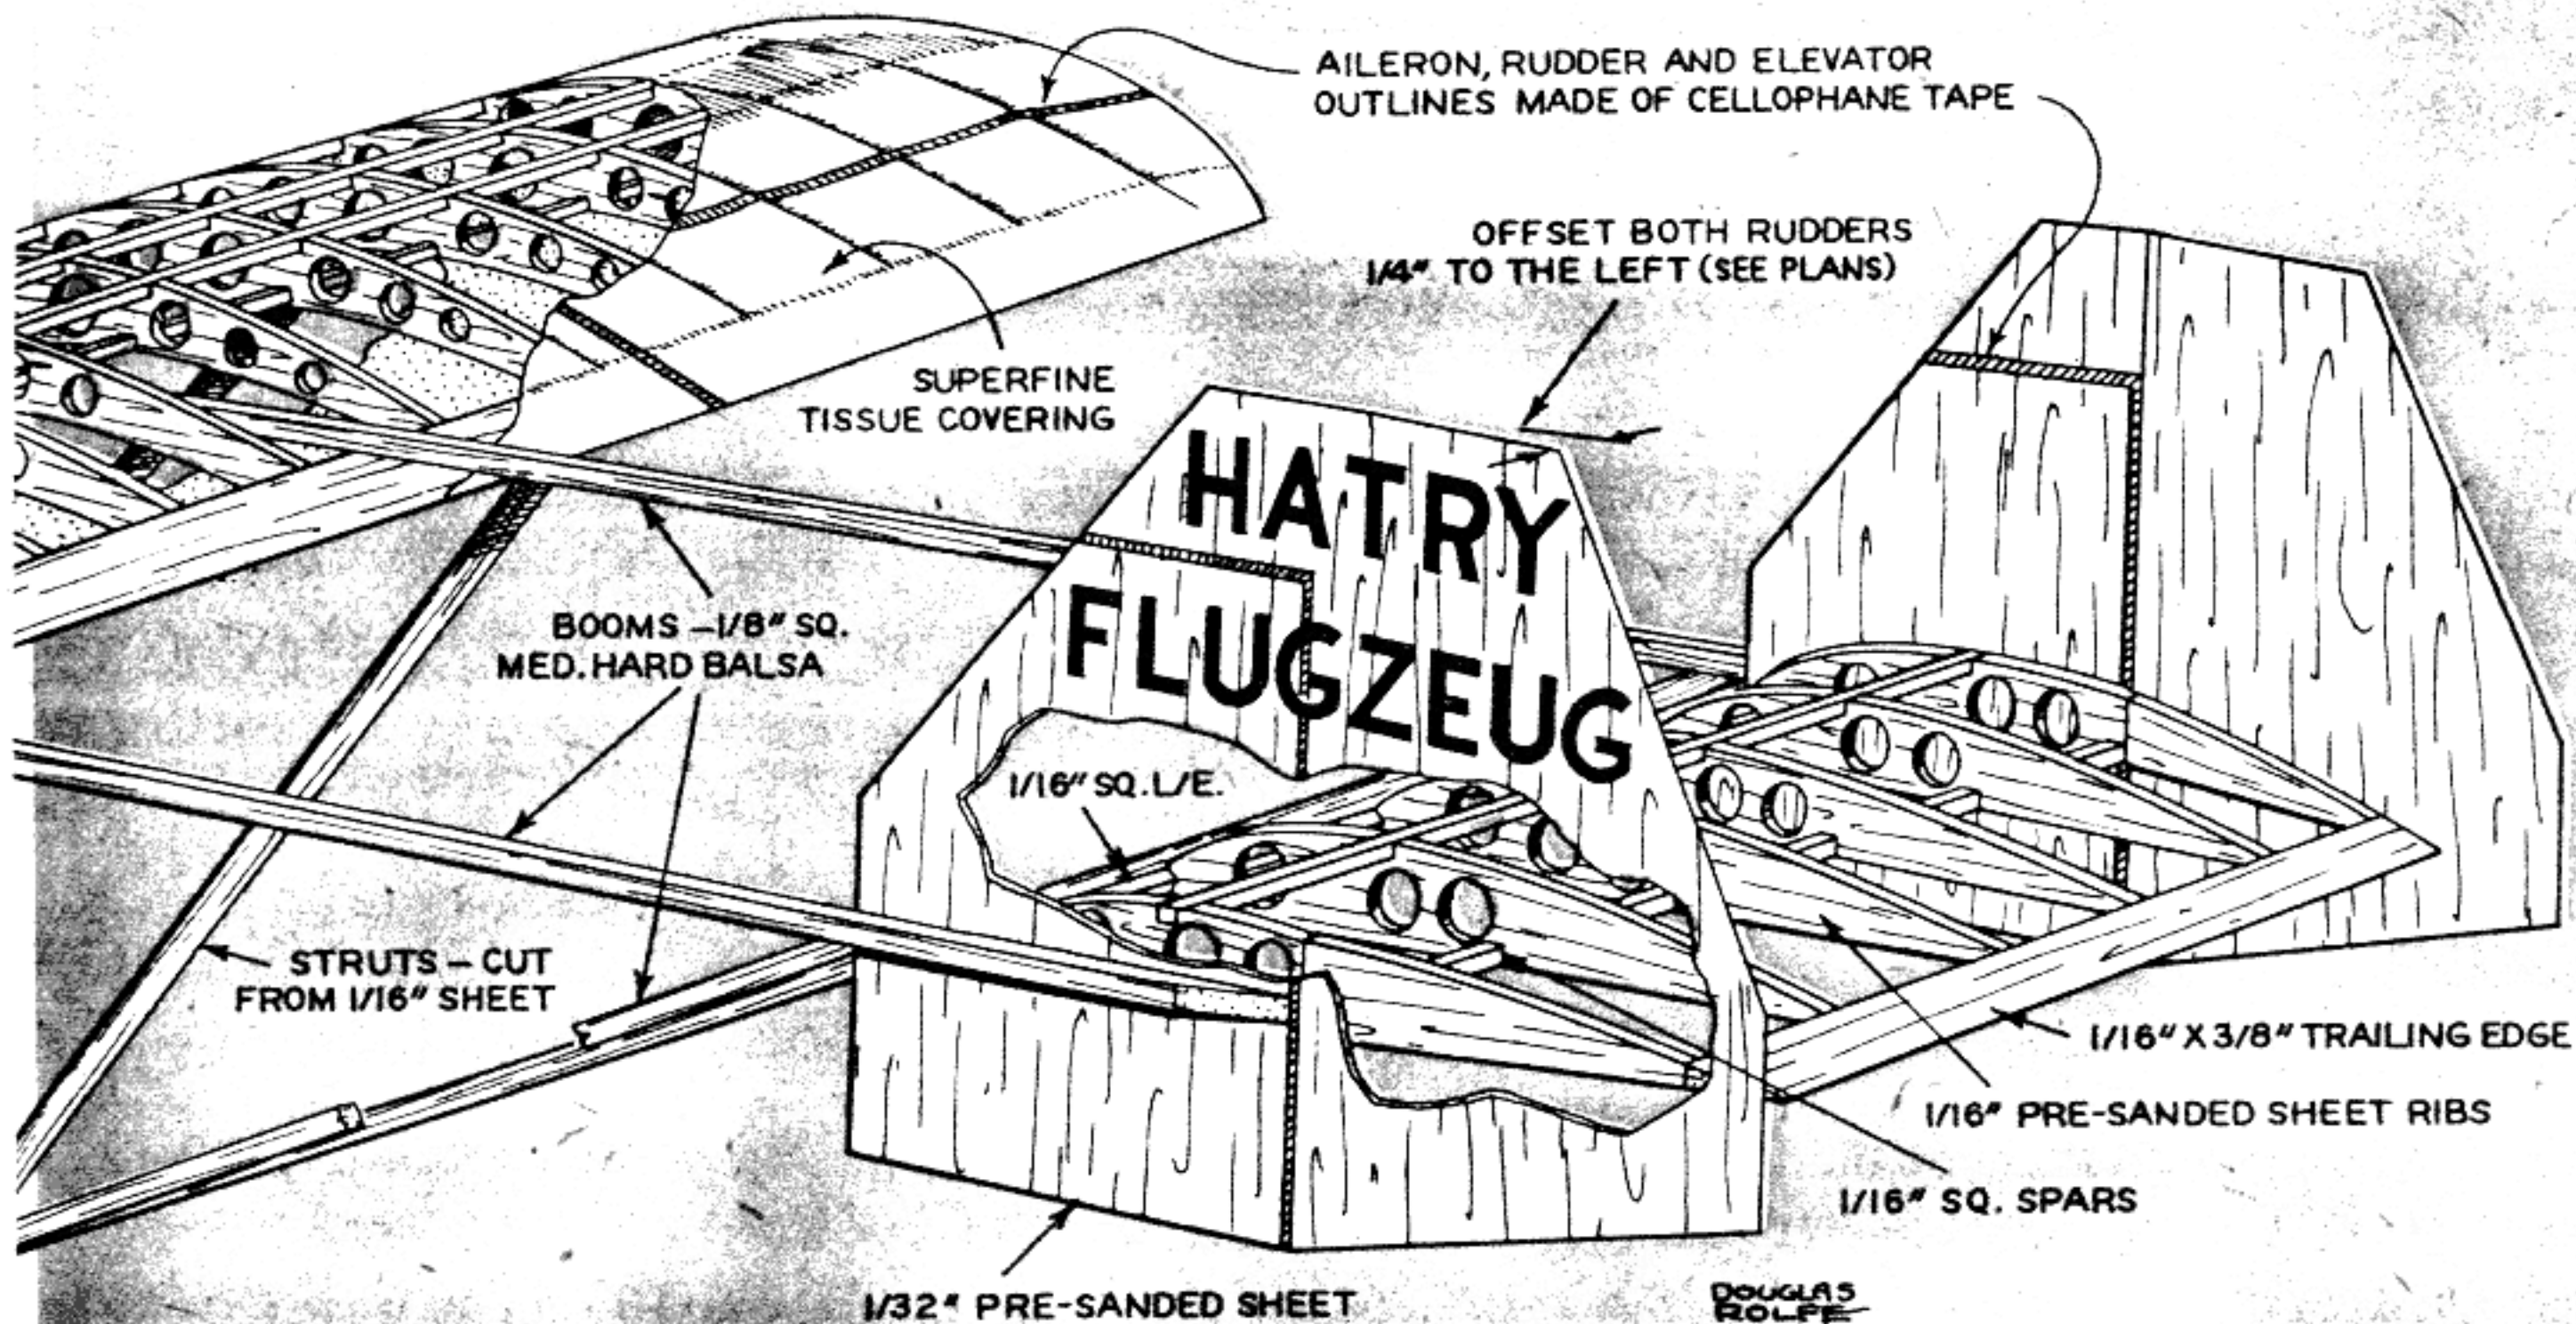 AILERON, RUDDER AND ELEVATOR
OUTLINES MADE OF CELLOPHANE TAPE
OFFSET BOTH RUDDERS
1/4" TO THE LEFT (SEE PLANS)
SUPERFINE
TISSUE COVERING
HATRY
FLUGZEUG
BOOMS – 1/8" SQ.
MED. HARD BALSA
1/16" SQ. L/E.
STRUTS – CUT
FROM 1/16" SHEET
1/16" X 3/8" TRAILING EDGE
1/16" PRE-SANDED SHEET RIBS
1/16" SQ. SPARS
1/32" PRE-SANDED SHEET
DOUGLAS
ROLFE